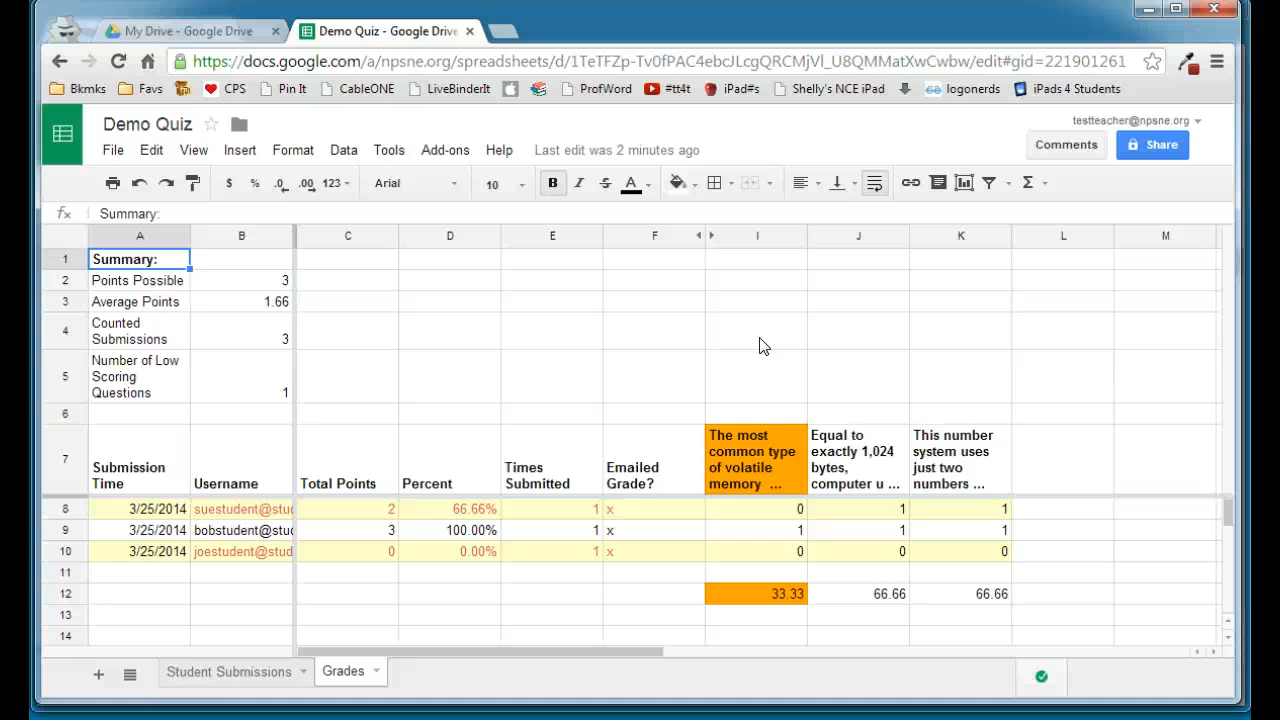 My Drive - Google Drive
Demo Quiz - Google Drive
https://docs.google.com/a/npsne.org/spreadsheets/d/1TeTFZp-Tv0fPAC4ebcJLcgQRCMjVl_U8QMMatXwCwbw/edit#gid=221901261
Bkmks Favs CPS Pin It CableONE LiveBinderIt ProfWord #tt4t iPad#s Shelly's NCE iPad logonerds iPads 4 Students
Demo Quiz
testteacher@npsne.org
File Edit View Insert Format Data Tools Add-ons Help Last edit was 2 minutes ago
Comments Share
$ % .0 .00 123 Arial 10 B I S A Σ
fx Summary:
A B C D E F I J K L M
1 Summary:
2 Points Possible 3
3 Average Points 1.66
4 Counted
Submissions 3
5 Number of Low
Scoring
Questions 1
6
7 Submission
Time
Username
Total Points
Percent
Times
Submitted
Emailed
Grade?
The most
common type
of volatile
memory ...
Equal to
exactly 1,024
bytes,
computer u ...
This number
system uses
just two
numbers ...
8 3/25/2014 suestudent@stud 2 66.66% 1 x 0 1 1
9 3/25/2014 bobstudent@stud 3 100.00% 1 x 1 1 1
10 3/25/2014 joestudent@stud 0 0.00% 1 x 0 0 0
11
12 33.33 66.66 66.66
13
14
+ Student Submissions Grades